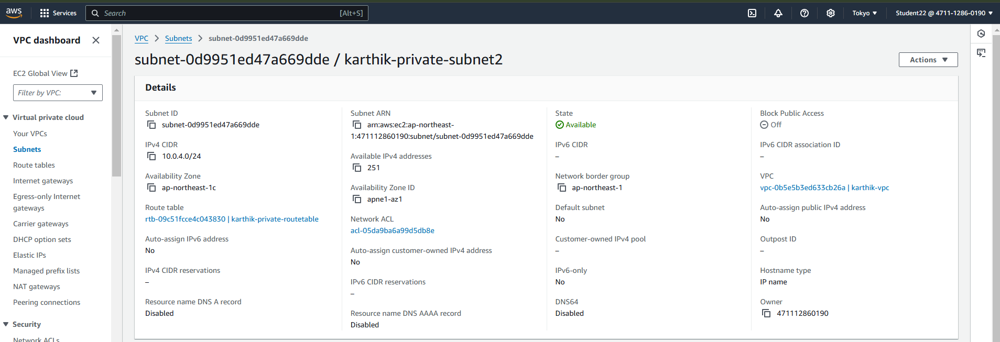 aws
Services
Search
[Alt+S]
Tokyo
Student22 @ 4711-1286-0190
VPC dashboard
EC2 Global View
Filter by VPC:
Virtual private cloud
Your VPCs
Subnets
Route tables
Internet gateways
Egress-only Internet
gateways
Carrier gateways
DHCP option sets
Elastic IPs
Managed prefix lists
NAT gateways
Peering connections
Security
Network ACLs
VPC
Subnets
subnet-0d9951ed47a669dde
subnet-0d9951ed47a669dde / karthik-private-subnet2
Actions
Details
Subnet ID
subnet-0d9951ed47a669dde
IPv4 CIDR
10.0.4.0/24
Availability Zone
ap-northeast-1c
Route table
rtb-09c51fcce4c043830 | karthik-private-routetable
Auto-assign IPv6 address
No
IPv4 CIDR reservations
–
Resource name DNS A record
Disabled
Subnet ARN
arn:aws:ec2:ap-northeast-
1:471112860190:subnet/subnet-0d9951ed47a669dde
Available IPv4 addresses
251
Availability Zone ID
apne1-az1
Network ACL
acl-05da9ba6a99d5db8e
Auto-assign customer-owned IPv4 address
No
IPv6 CIDR reservations
–
Resource name DNS AAAA record
Disabled
State
Available
IPv6 CIDR
–
Network border group
ap-northeast-1
Default subnet
No
Customer-owned IPv4 pool
–
IPv6-only
No
DNS64
Disabled
Block Public Access
Off
IPv6 CIDR association ID
–
VPC
vpc-0b5e5b3ed633cb26a | karthik-vpc
Auto-assign public IPv4 address
No
Outpost ID
–
Hostname type
IP name
Owner
471112860190